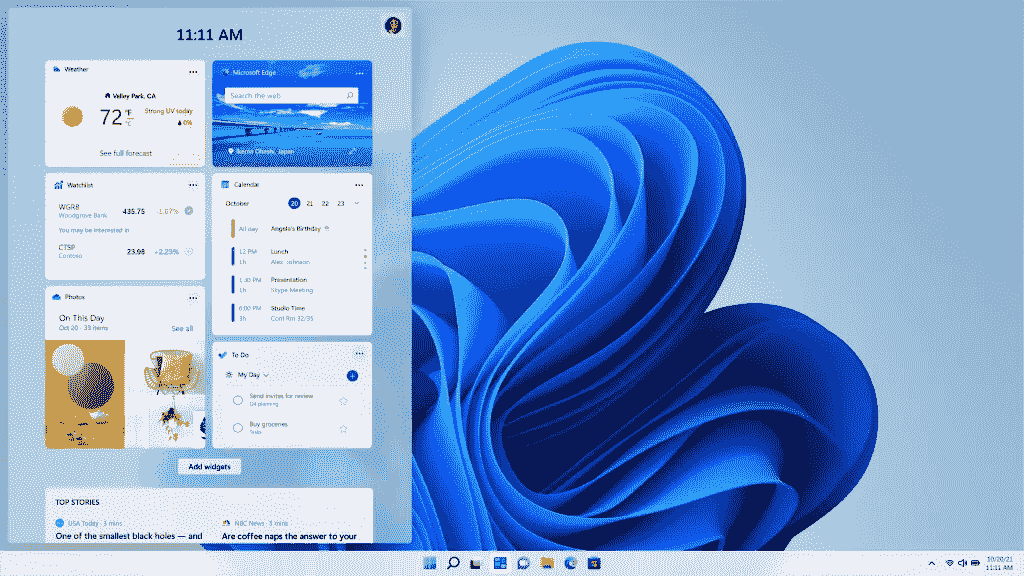 11:11 AM
Weather
Valley Park, CA
72 °F
°C
Strong UV today
0%
See full forecast
Microsoft Edge
Search the web
Ikema Ohashi, Japan
Watchlist
WGRB
Woodgrove Bank
435.75
-1.07%
You may be interested in
CTSP
Contoso
23.98
+2.23%
Calendar
October
20 21 22 23
All day
Angela's Birthday
12 PM
1h
Lunch
Alex Johnson
1:30 PM
1h
Presentation
Skype Meeting
6:00 PM
3h
Studio Time
Conf Rm 32/35
Photos
On This Day
Oct 20 · 33 items
See all
To Do
My Day
Send invites for review
Q4 planning
Buy groceries
Tasks
Add widgets
TOP STORIES
USA Today · 3 mins
One of the smallest black holes — and
NBC News · 3 mins
Are coffee naps the answer to your
10/20/21
11:11 AM